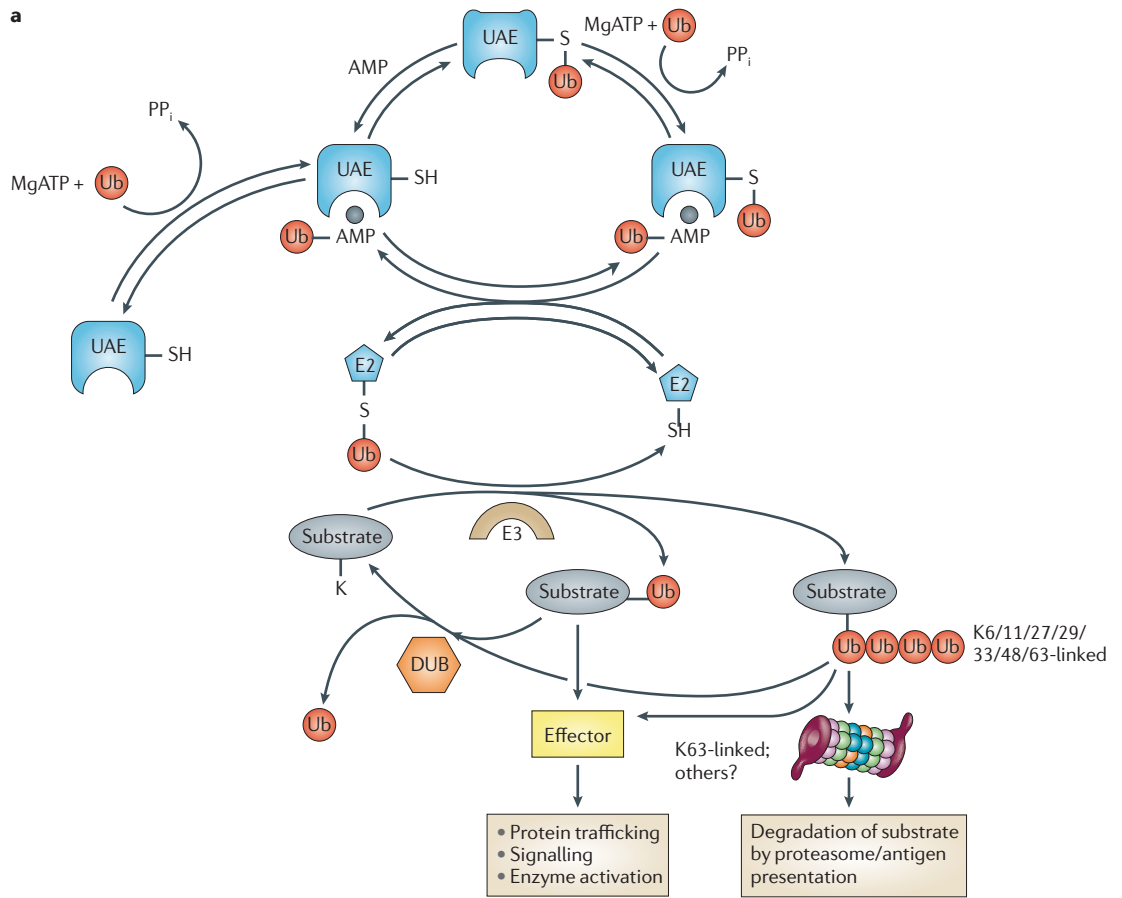 a
UAE
S
Ub
MgATP + Ub
PPi
AMP
PPi
MgATP + Ub
UAE
SH
Ub
AMP
UAE
S
Ub
Ub
AMP
UAE
SH
E2
S
Ub
E2
SH
E3
Substrate
K
Substrate
Ub
Substrate
Ub Ub Ub Ub
K6/11/27/29/
33/48/63-linked
DUB
Ub
Effector
K63-linked;
others?
• Protein trafficking
• Signalling
• Enzyme activation
Degradation of substrate
by proteasome/antigen
presentation